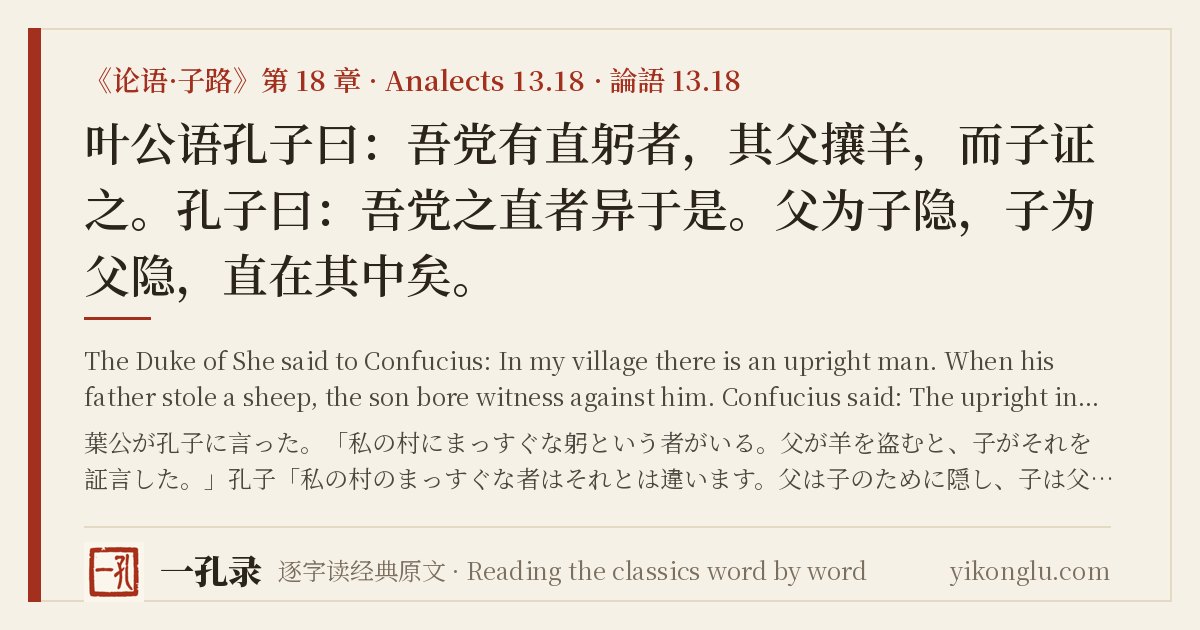 《论语·子路》第 18 章 · Analects 13.18 · 論語 13.18
叶公语孔子曰：吾党有直躬者，其父攘羊，而子证
之。孔子曰：吾党之直者异于是。父为子隐，子为
父隐，直在其中矣。
The Duke of She said to Confucius: In my village there is an upright man. When his
father stole a sheep, the son bore witness against him. Confucius said: The upright in...
葉公が孔子に言った。「私の村にまっすぐな躬という者がいる。父が羊を盗むと、子がそれを
証言した。」孔子「私の村のまっすぐな者はそれとは違います。父は子のために隠し、子は父…
一孔
一孔录 逐字读经典原文 · Reading the classics word by word yikonglu.com